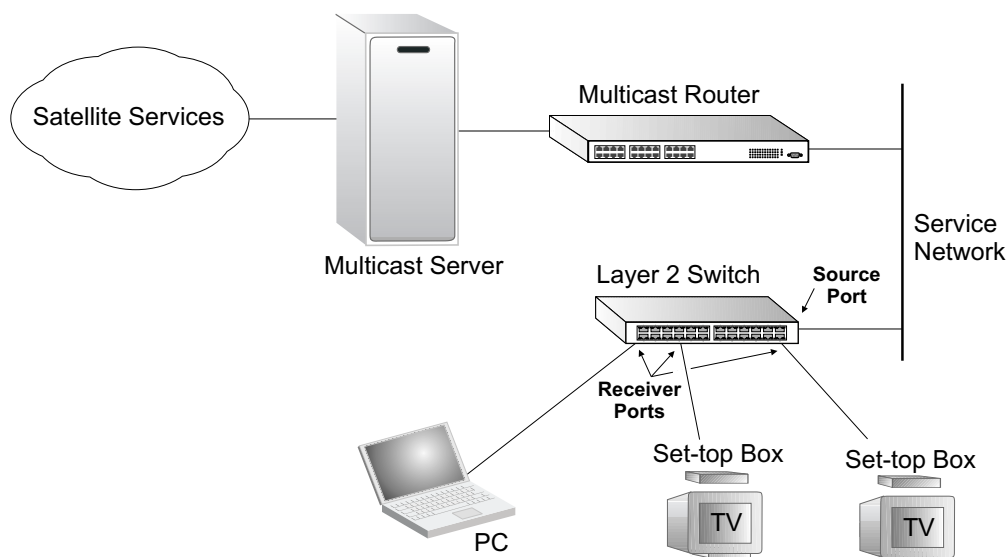 Satellite Services
Multicast Router
Multicast Server
Service
Network
Layer 2 Switch
Source
Port
Receiver
Ports
Set-top Box
Set-top Box
TV
TV
PC